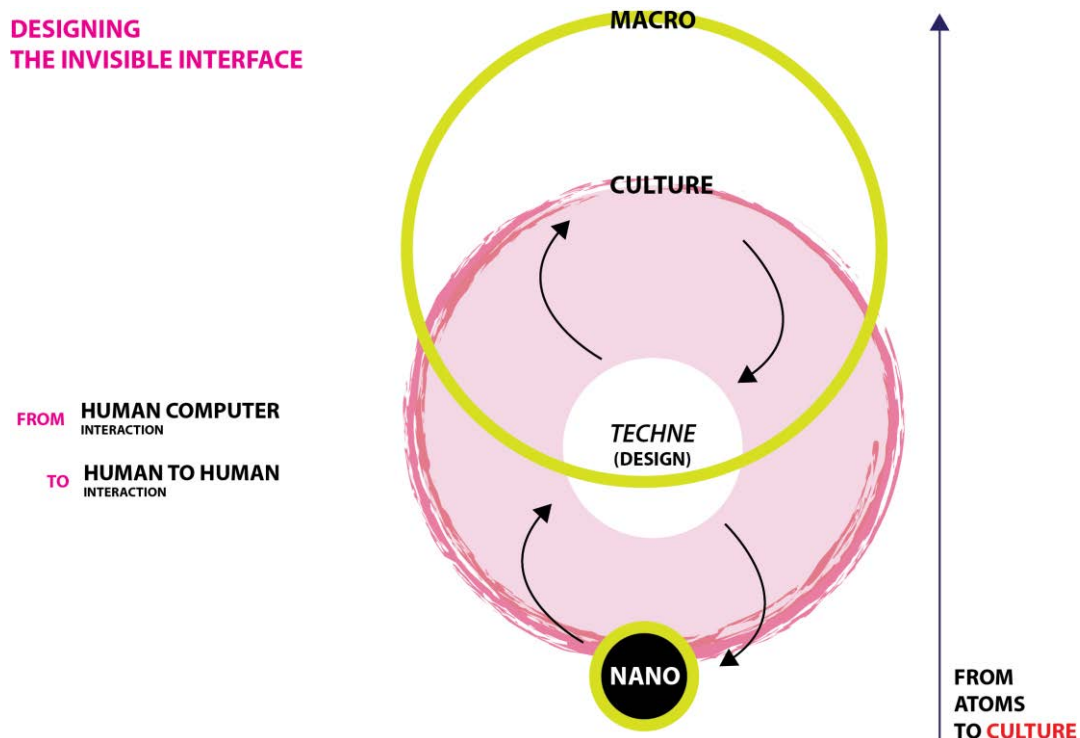 DESIGNING
THE INVISIBLE INTERFACE
MACRO
CULTURE
FROM HUMAN COMPUTER
INTERACTION
TO HUMAN TO HUMAN
INTERACTION
TECHNE
(DESIGN)
NANO
FROM
ATOMS
TO CULTURE